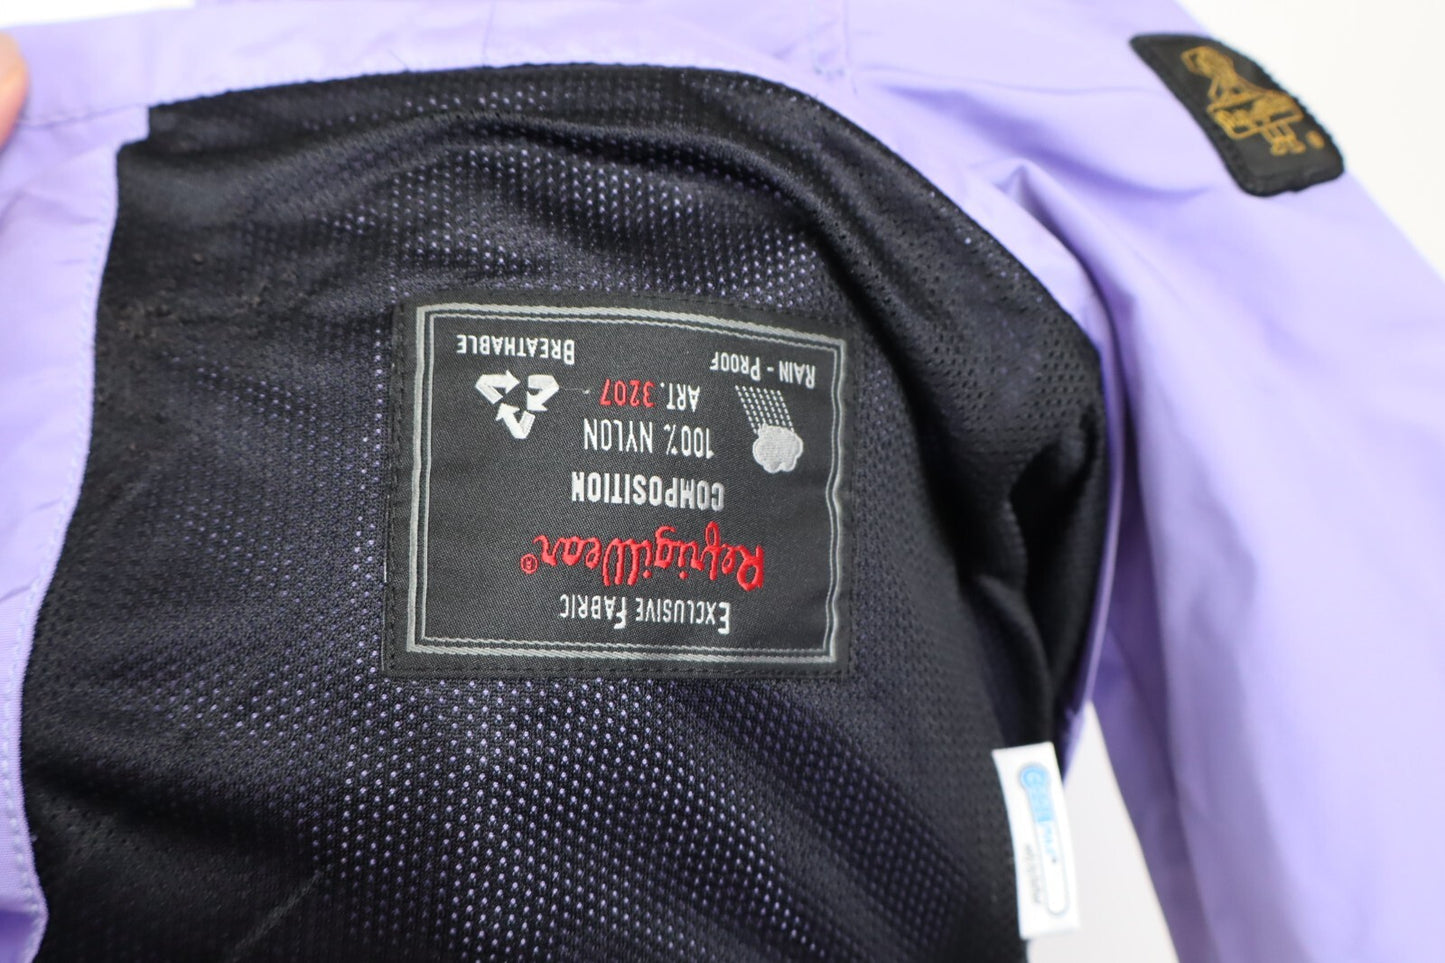 EXCLUSIVE FABRIC
RefrigiWear®
COMPOSITION
100% NYLON
ART. 3207
RAIN - PROOF
BREATHABLE